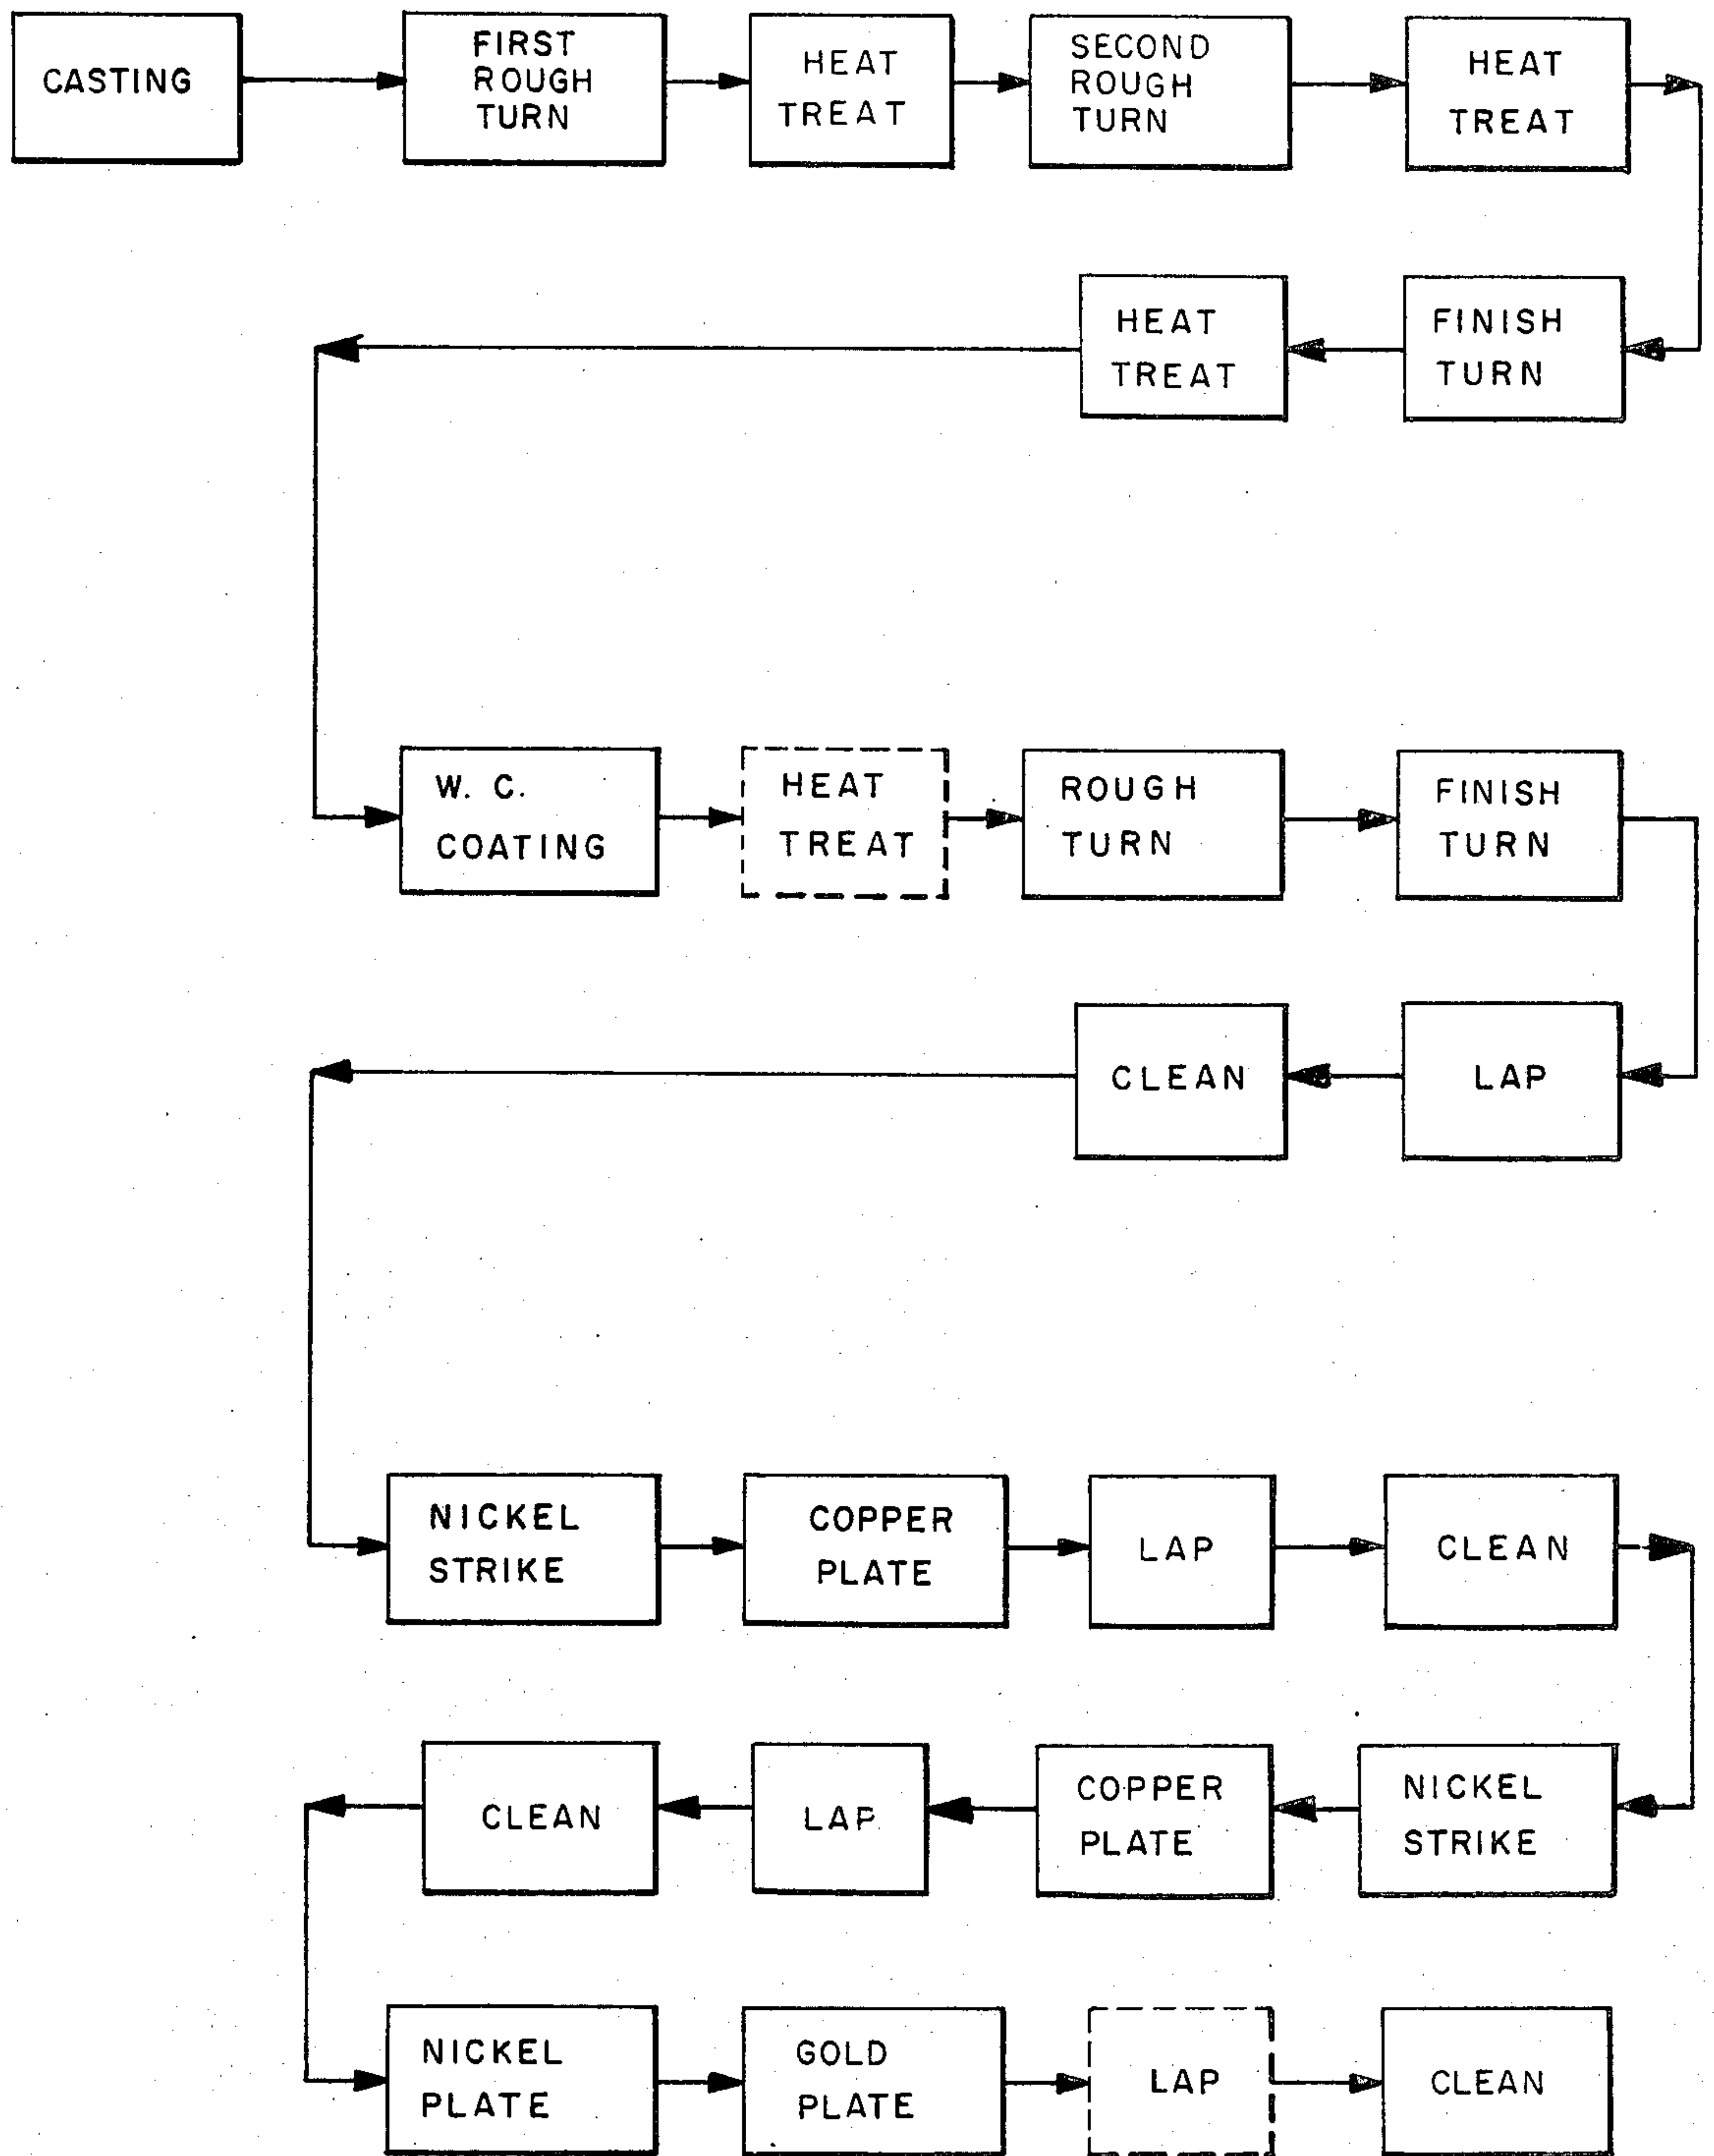 CASTING
FIRST
ROUGH
TURN
HEAT
TREAT
SECOND
ROUGH
TURN
HEAT
TREAT
FINISH
TURN
HEAT
TREAT
W. C.
COATING
HEAT
TREAT
ROUGH
TURN
FINISH
TURN
LAP
CLEAN
NICKEL
STRIKE
COPPER
PLATE
LAP
CLEAN
NICKEL
STRIKE
COPPER
PLATE
LAP
CLEAN
NICKEL
PLATE
GOLD
PLATE
LAP
CLEAN